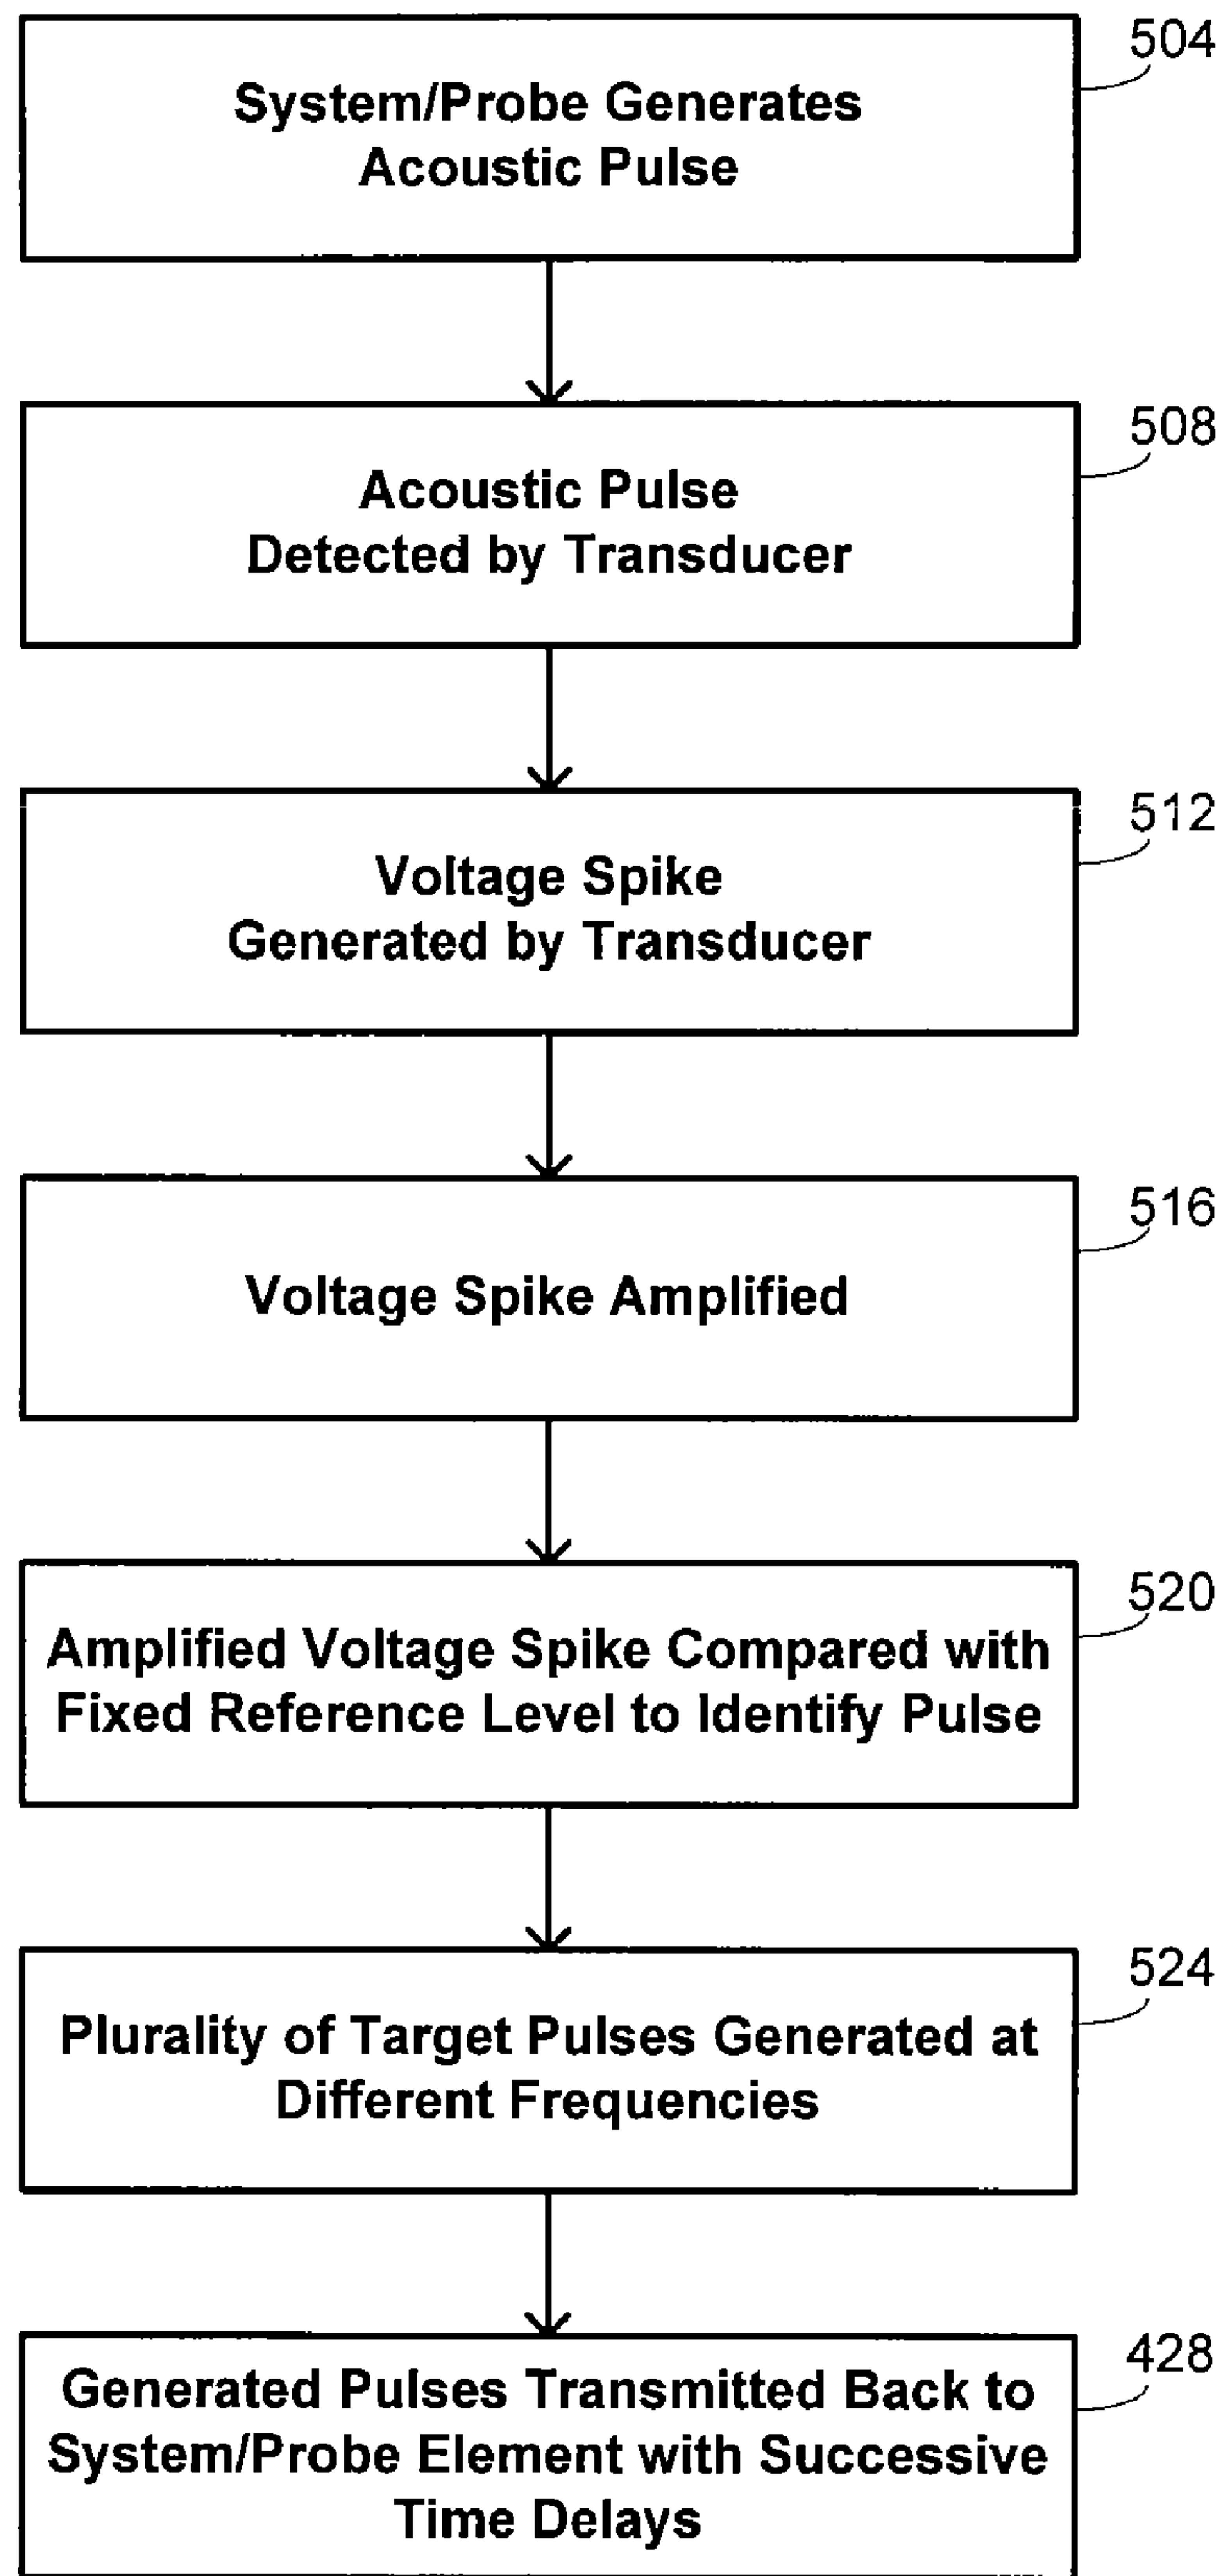 504
System/Probe Generates
Acoustic Pulse
508
Acoustic Pulse
Detected by Transducer
512
Voltage Spike
Generated by Transducer
516
Voltage Spike Amplified
520
Amplified Voltage Spike Compared with
Fixed Reference Level to Identify Pulse
524
Plurality of Target Pulses Generated at
Different Frequencies
428
Generated Pulses Transmitted Back to
System/Probe Element with Successive
Time Delays